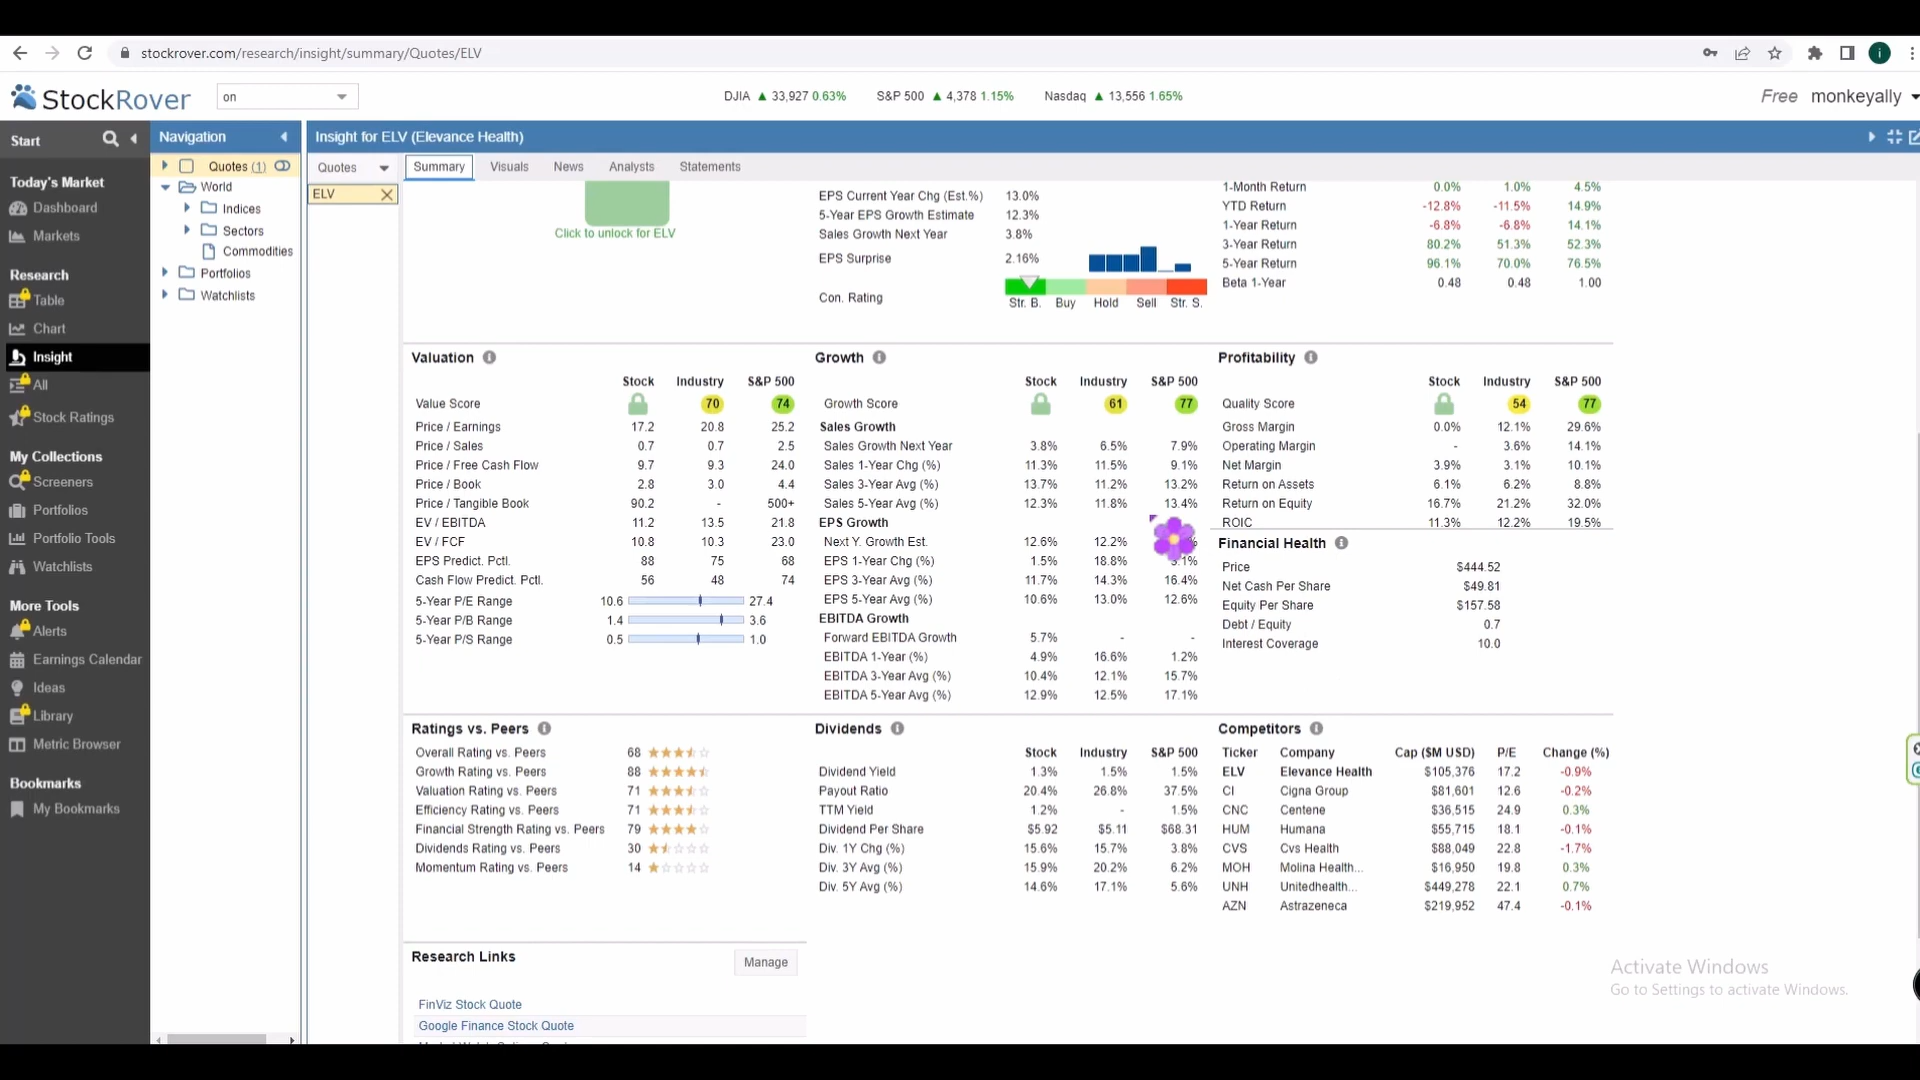 stockrover.com/research/insight/summary/Quotes/ELV
i
StockRover
on
DJIA ▲ 33,927 0.63%
S&P 500 ▲ 4,378 1.15%
Nasdaq ▲ 13,556 1.65%
Free monkeyally
Start
Today's Market
Dashboard
Markets
Research
Table
Chart
Insight
All
Stock Ratings
My Collections
Screeners
Portfolios
Portfolio Tools
Watchlists
More Tools
Alerts
Earnings Calendar
Ideas
Library
Metric Browser
Bookmarks
My Bookmarks
Navigation
Quotes (1)
World
Indices
Sectors
Commodities
Portfolios
Watchlists
Insight for ELV (Elevance Health)
Quotes
ELV
Summary Visuals News Analysts Statements
Click to unlock for ELV
EPS Current Year Chg (Est.%) 13.0%
5-Year EPS Growth Estimate 12.3%
Sales Growth Next Year 3.8%
EPS Surprise 2.16%
Con. Rating
Str. B. Buy Hold Sell Str. S.
1-Month Return 0.0% 1.0% 4.5%
YTD Return -12.8% -11.5% 14.9%
1-Year Return -6.8% -6.8% 14.1%
3-Year Return 80.2% 51.3% 52.3%
5-Year Return 96.1% 70.0% 76.5%
Beta 1-Year 0.48 0.48 1.00
Valuation
Stock Industry S&P 500
Value Score 70 74
Price / Earnings 17.2 20.8 25.2
Price / Sales 0.7 0.7 2.5
Price / Free Cash Flow 9.7 9.3 24.0
Price / Book 2.8 3.0 4.4
Price / Tangible Book 90.2 - 500+
EV / EBITDA 11.2 13.5 21.8
EV / FCF 10.8 10.3 23.0
EPS Predict. Pctl. 88 75 68
Cash Flow Predict. Pctl. 56 48 74
5-Year P/E Range 10.6 27.4
5-Year P/B Range 1.4 3.6
5-Year P/S Range 0.5 1.0
Growth
Stock Industry S&P 500
Growth Score 61 77
Sales Growth
Sales Growth Next Year 3.8% 6.5% 7.9%
Sales 1-Year Chg (%) 11.3% 11.5% 9.1%
Sales 3-Year Avg (%) 13.7% 11.2% 13.2%
Sales 5-Year Avg (%) 12.3% 11.8% 13.4%
EPS Growth
Next Y. Growth Est. 12.6% 12.2%
EPS 1-Year Chg (%) 1.5% 18.8%
EPS 3-Year Avg (%) 11.7% 14.3% 16.4%
EPS 5-Year Avg (%) 10.6% 13.0% 12.6%
EBITDA Growth
Forward EBITDA Growth 5.7% - -
EBITDA 1-Year (%) 4.9% 16.6% 1.2%
EBITDA 3-Year Avg (%) 10.4% 12.1% 15.7%
EBITDA 5-Year Avg (%) 12.9% 12.5% 17.1%
Profitability
Stock Industry S&P 500
Quality Score 54 77
Gross Margin 0.0% 12.1% 29.6%
Operating Margin - 3.6% 14.1%
Net Margin 3.9% 3.1% 10.1%
Return on Assets 6.1% 6.2% 8.8%
Return on Equity 16.7% 21.2% 32.0%
ROIC 11.3% 12.2% 19.5%
Financial Health
Price $444.52
Net Cash Per Share $49.81
Equity Per Share $157.58
Debt / Equity 0.7
Interest Coverage 10.0
Ratings vs. Peers
Overall Rating vs. Peers 68
Growth Rating vs. Peers 88
Valuation Rating vs. Peers 71
Efficiency Rating vs. Peers 71
Financial Strength Rating vs. Peers 79
Dividends Rating vs. Peers 30
Momentum Rating vs. Peers 14
Dividends
Stock Industry S&P 500
Dividend Yield 1.3% 1.5% 1.5%
Payout Ratio 20.4% 26.8% 37.5%
TTM Yield 1.2% - 1.5%
Dividend Per Share $5.92 $5.11 $68.31
Div. 1Y Chg (%) 15.6% 15.7% 3.8%
Div. 3Y Avg (%) 15.9% 20.2% 6.2%
Div. 5Y Avg (%) 14.6% 17.1% 5.6%
Competitors
Ticker Company Cap ($M USD) P/E Change (%)
ELV Elevance Health $105,376 17.2 -0.9%
CI Cigna Group $81,601 12.6 -0.2%
CNC Centene $36,515 24.9 0.3%
HUM Humana $55,715 18.1 -0.1%
CVS Cvs Health $88,049 22.8 -1.7%
MOH Molina Health... $16,950 19.8 0.3%
UNH Unitedhealth... $449,278 22.1 0.7%
AZN Astrazeneca $219,952 47.4 -0.1%
Research Links
Manage
FinViz Stock Quote
Google Finance Stock Quote
Activate Windows
Go to Settings to activate Windows.